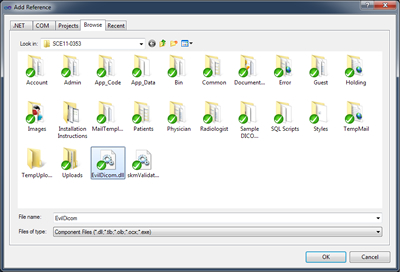 Add Reference
.NET COM Projects Browse Recent
Look in: SCE11-0353
Account Admin App_Code App_Data Bin Common Document... Error Guest Holding
Images Installation Instructions MailTempl... Patients Physician Radiologist Sample DICO... SQL Scripts Styles TempMail
TempUplo... Uploads EvilDicom.dll skmValidat...
File name: EvilDicom
Files of type: Component Files (*.dll;*.tlb;*.olb;*.ocx;*.exe)
OK Cancel